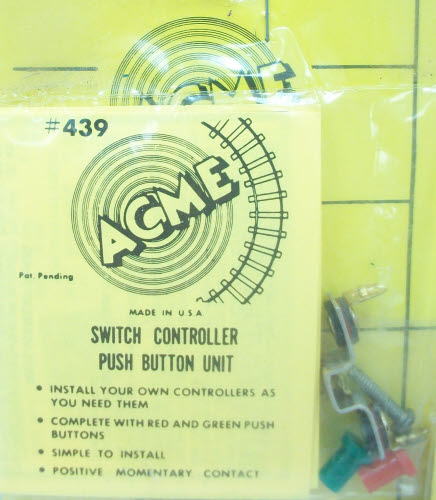 ACME
#439
ACME
Pat. Pending
MADE IN U.S.A
SWITCH CONTROLLER
PUSH BUTTON UNIT
• INSTALL YOUR OWN CONTROLLERS AS
YOU NEED THEM
• COMPLETE WITH RED AND GREEN PUSH
BUTTONS
• SIMPLE TO INSTALL
• POSITIVE MOMENTARY CONTACT